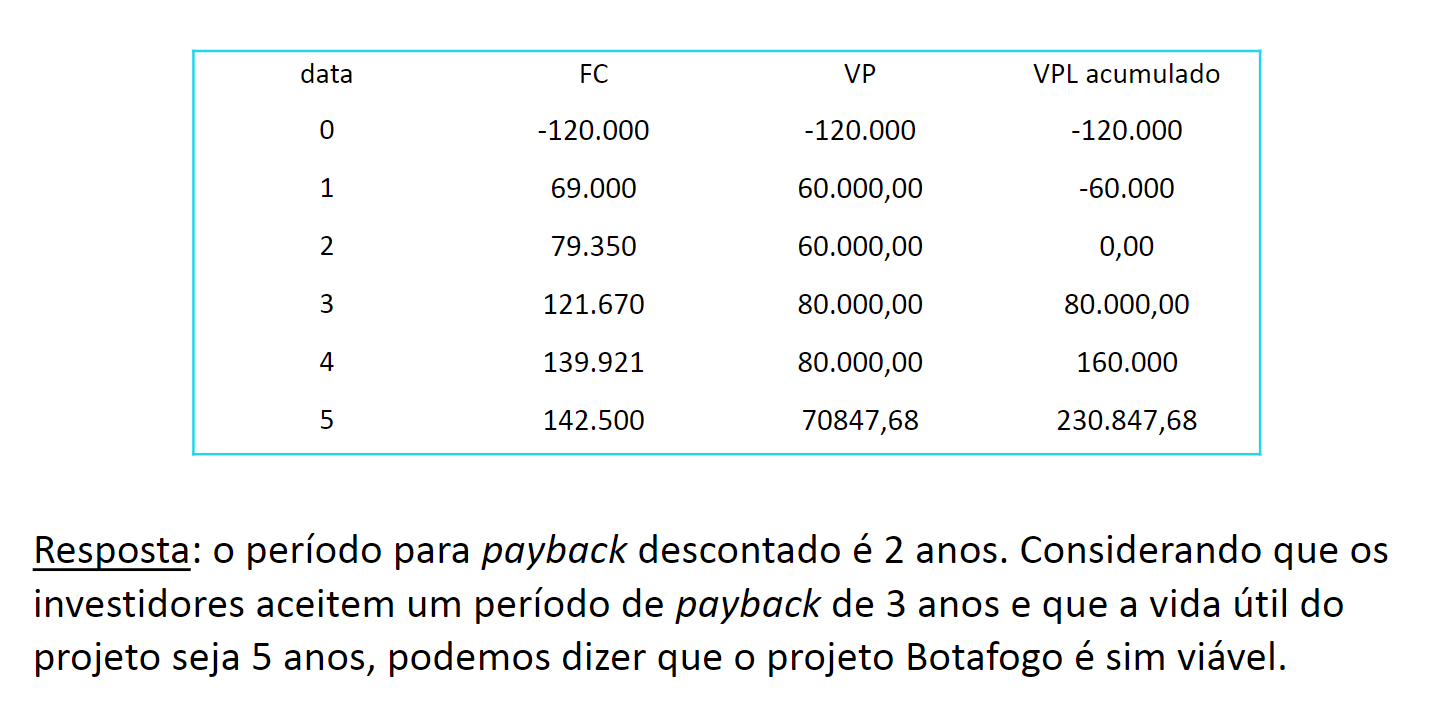 data FC VP VPL acumulado
0 -120.000 -120.000 -120.000
1 69.000 60.000,00 -60.000
2 79.350 60.000,00 0,00
3 121.670 80.000,00 80.000,00
4 139.921 80.000,00 160.000
5 142.500 70847,68 230.847,68
Resposta: o período para payback descontado é 2 anos. Considerando que os
investidores aceitem um período de payback de 3 anos e que a vida útil do
projeto seja 5 anos, podemos dizer que o projeto Botafogo é sim viável.